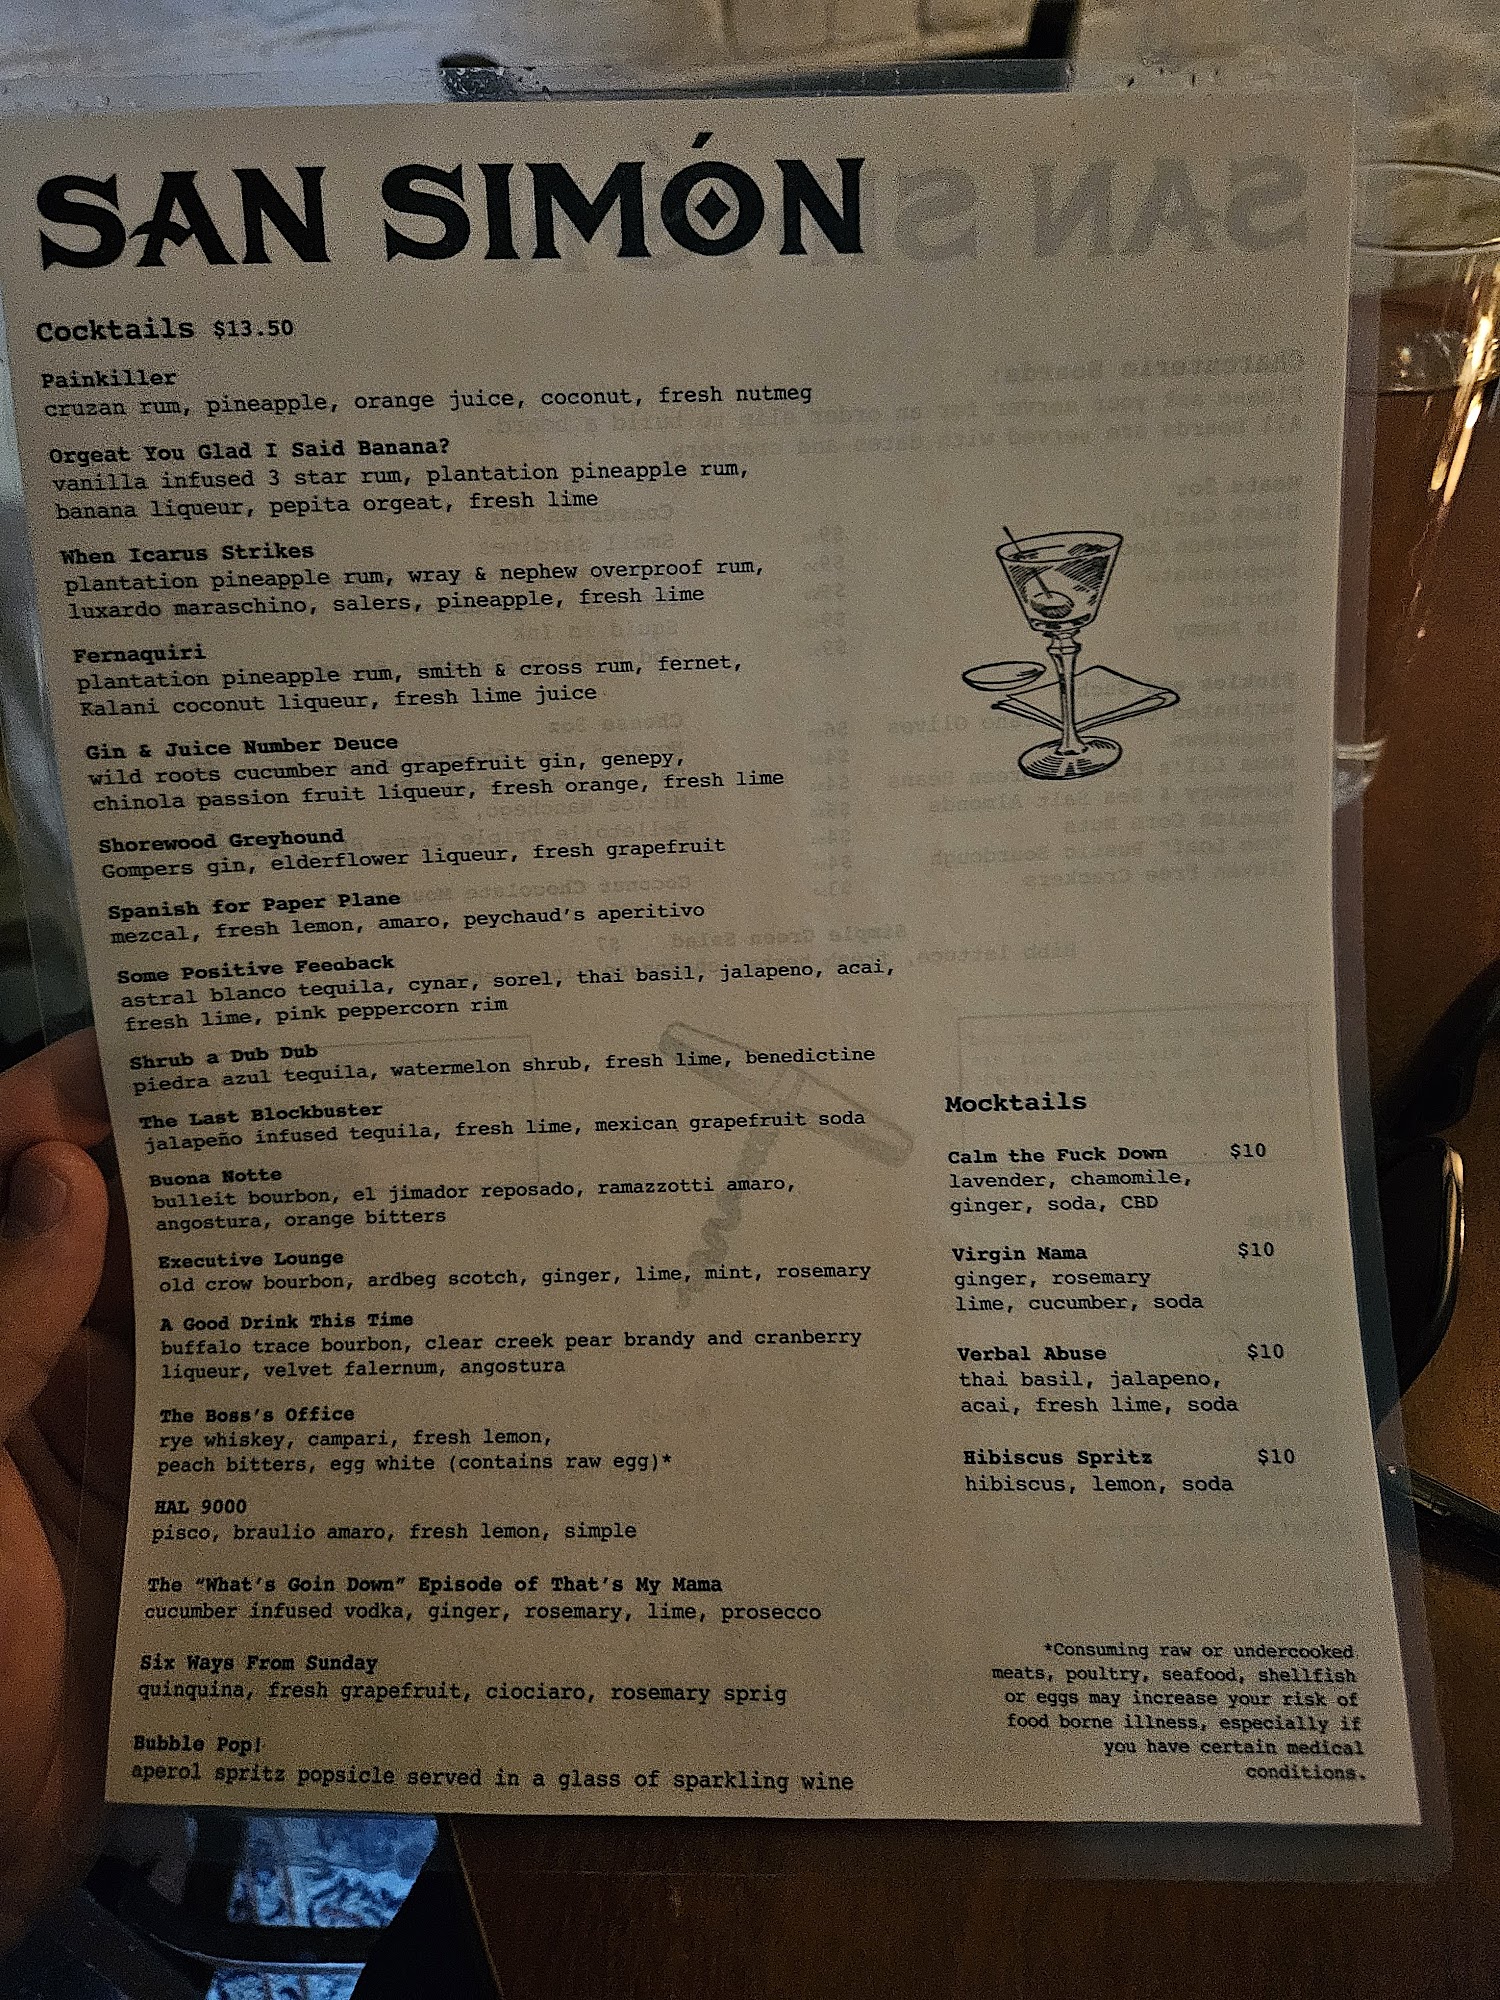 SAN SIMÓN
Cocktails $13.50
Painkiller
cruzan rum, pineapple, orange juice, coconut, fresh nutmeg
Orgeat You Glad I Said Banana?
vanilla infused 3 star rum, plantation pineapple rum,
banana liqueur, pepita orgeat, fresh lime
When Icarus Strikes
plantation pineapple rum, wray & nephew overproof rum,
luxardo maraschino, salers, pineapple, fresh lime
Fernaquiri
plantation pineapple rum, smith & cross rum, fernet,
Kalani coconut liqueur, fresh lime juice
Gin & Juice Number Deuce
wild roots cucumber and grapefruit gin, genepy,
chinola passion fruit liqueur, fresh orange, fresh lime
Shorewood Greyhound
Gompers gin, elderflower liqueur, fresh grapefruit
Spanish for Paper Plane
mezcal, fresh lemon, amaro, peychaud's aperitivo
Some Positive Feedback
astral blanco tequila, cynar, sorel, thai basil, jalapeno, acai,
fresh lime, pink peppercorn rim
Shrub a Dub Dub
piedra azul tequila, watermelon shrub, fresh lime, benedictine
The Last Blockbuster
jalapeño infused tequila, fresh lime, mexican grapefruit soda
Buona Notte
bulleit bourbon, el jimador reposado, ramazzotti amaro,
angostura, orange bitters
Executive Lounge
old crow bourbon, ardbeg scotch, ginger, lime, mint, rosemary
A Good Drink This Time
buffalo trace bourbon, clear creek pear brandy and cranberry
liqueur, velvet falernum, angostura
The Boss's Office
rye whiskey, campari, fresh lemon,
peach bitters, egg white (contains raw egg)*
HAL 9000
pisco, braulio amaro, fresh lemon, simple
The "What's Goin Down" Episode of That's My Mama
cucumber infused vodka, ginger, rosemary, lime, prosecco
Six Ways From Sunday
quinquina, fresh grapefruit, ciociaro, rosemary sprig
Bubble Pop!
aperol spritz popsicle served in a glass of sparkling wine
Mocktails
Calm the Fuck Down $10
lavender, chamomile,
ginger, soda, CBD
Virgin Mama $10
ginger, rosemary
lime, cucumber, soda
Verbal Abuse $10
thai basil, jalapeno,
acai, fresh lime, soda
Hibiscus Spritz $10
hibiscus, lemon, soda
*Consuming raw or undercooked
meats, poultry, seafood, shellfish
or eggs may increase your risk of
food borne illness, especially if
you have certain medical
conditions.